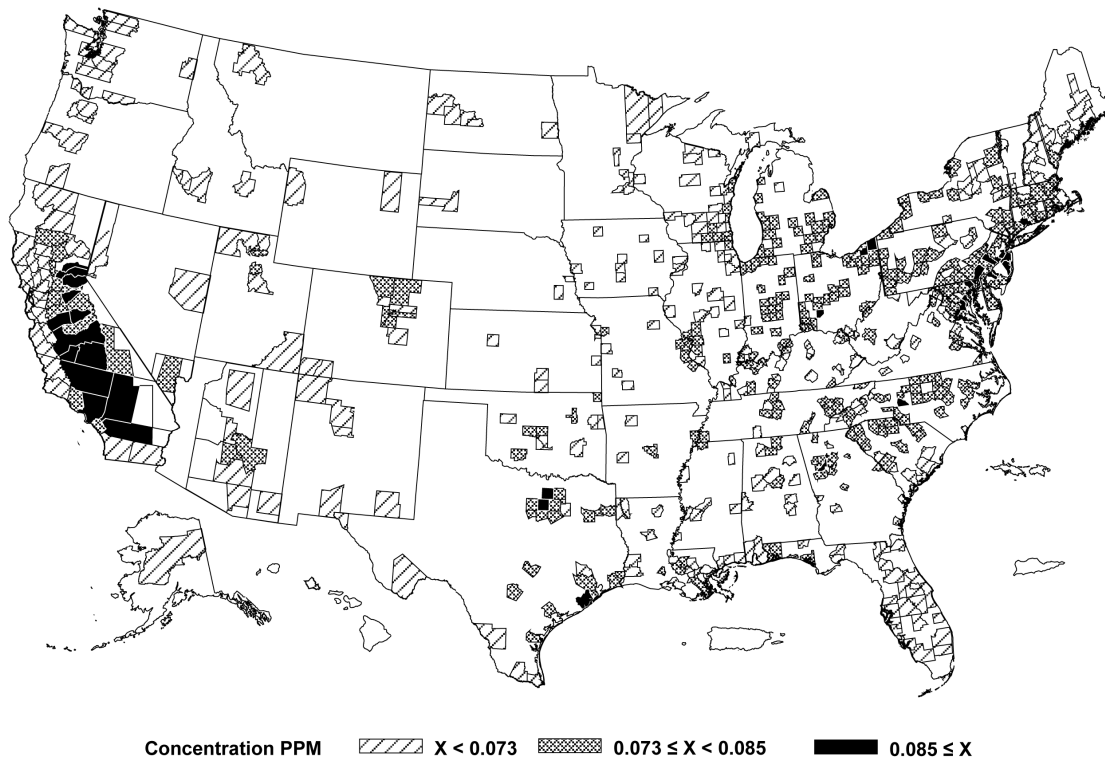 Concentration PPM X < 0.073 0.073 ≤ X < 0.085 0.085 ≤ X